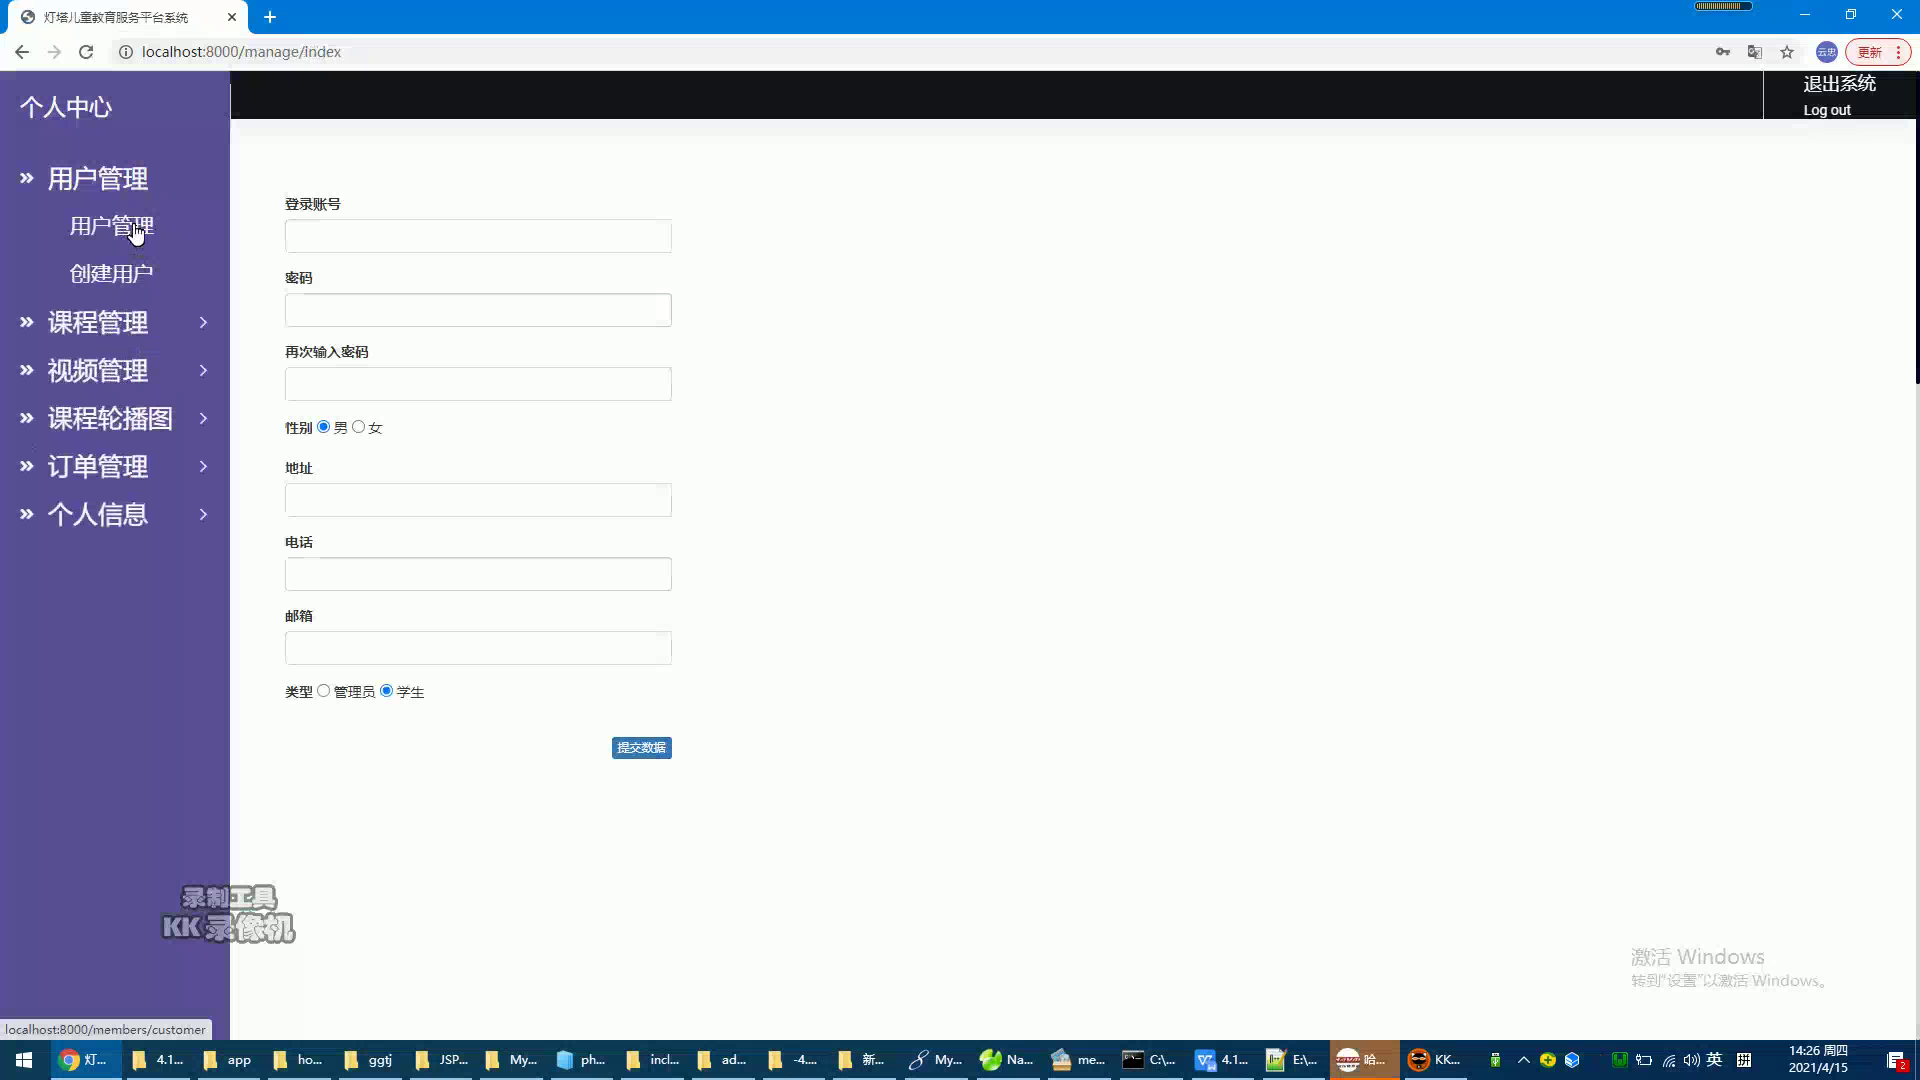 灯塔儿童教育服务平台系统
localhost:8000/manage/index
云忠
更新
个人中心
退出系统
Log out
用户管理
用户管理
创建用户
课程管理
视频管理
课程轮播图
订单管理
个人信息
登录账号
密码
再次输入密码
性别 男 女
地址
电话
邮箱
类型 管理员 学生
提交数据
录制工具
KK 录像机
激活 Windows
转到"设置"以激活 Windows。
localhost:8000/members/customer
灯... 4.1... app ho... ggtj JSP... My... ph... incl... ad... -4.... 新... My... Na... me... C:\... 4.1... E:\... 哈... KK... 英 拼
14:26 周四
2021/4/15
2